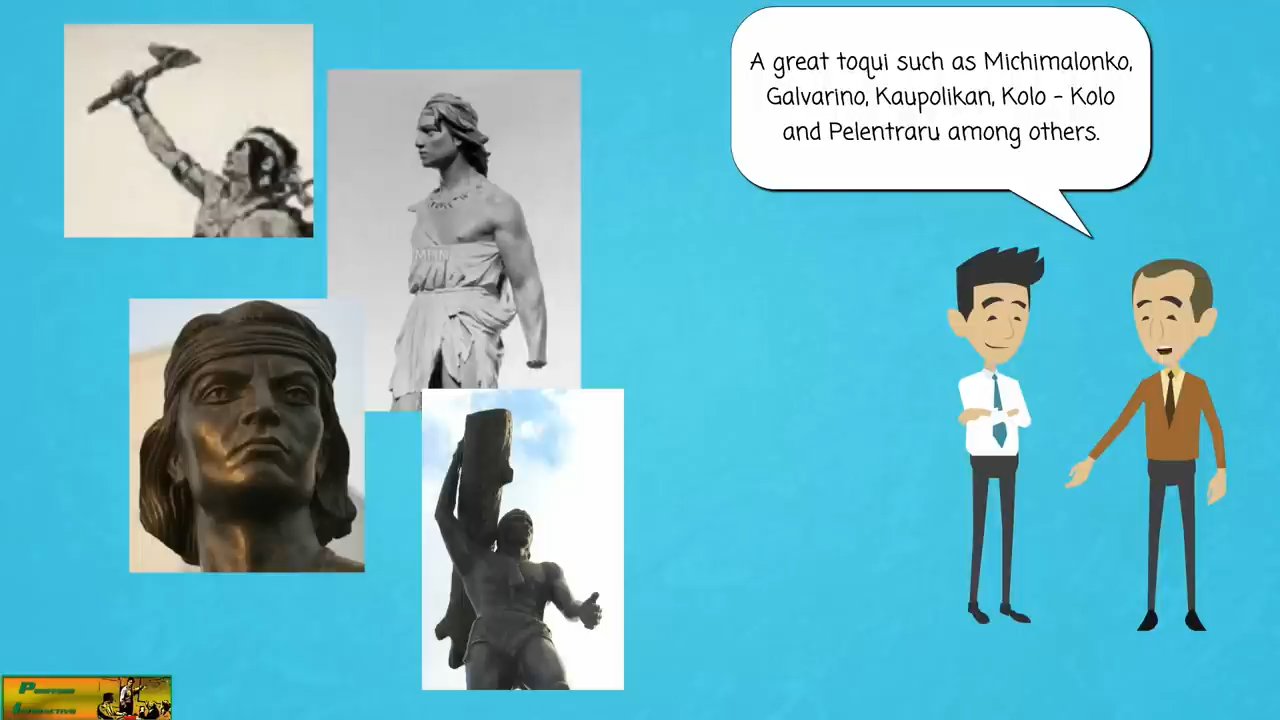 A great toqui such as Michimalonko,
Galvarino, Kaupolikan, Kolo - Kolo
and Pelentraru among others.